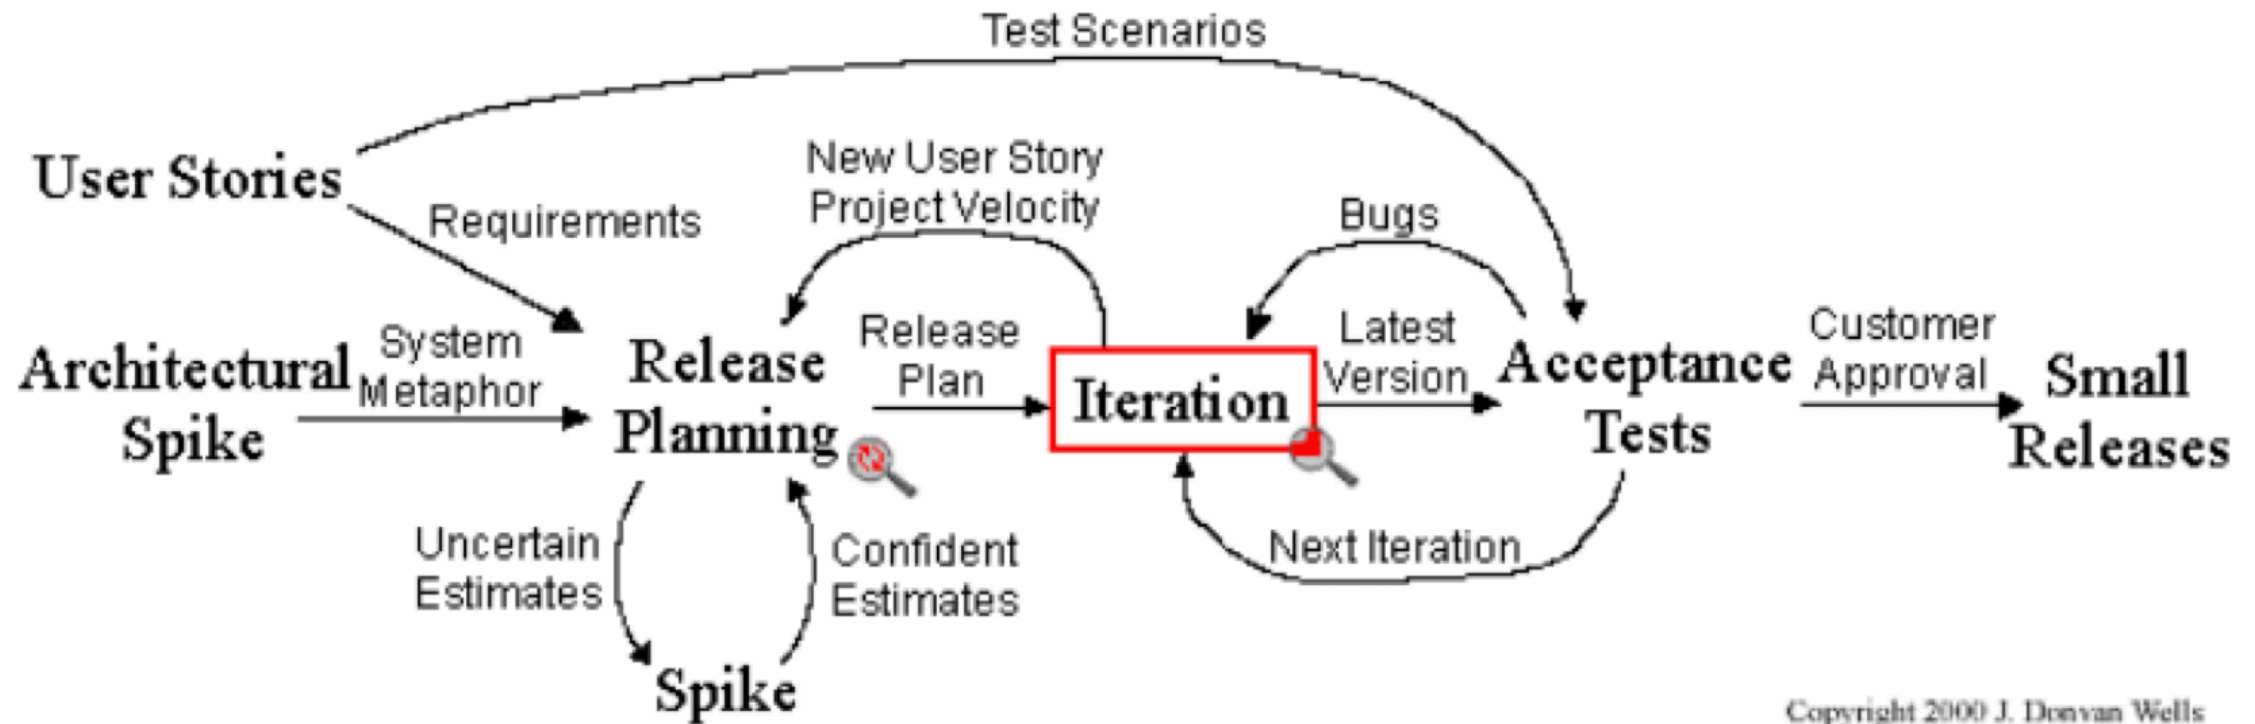 Test Scenarios
User Stories
New User Story
Project Velocity
Requirements
Bugs
Architectural
Spike
System
Metaphor
Release
Planning
Release
Plan
Iteration
Latest
Version
Acceptance
Tests
Customer
Approval
Small
Releases
Uncertain
Estimates
Confident
Estimates
Next Iteration
Spike
Copyright 2000 J. Donvan Wells